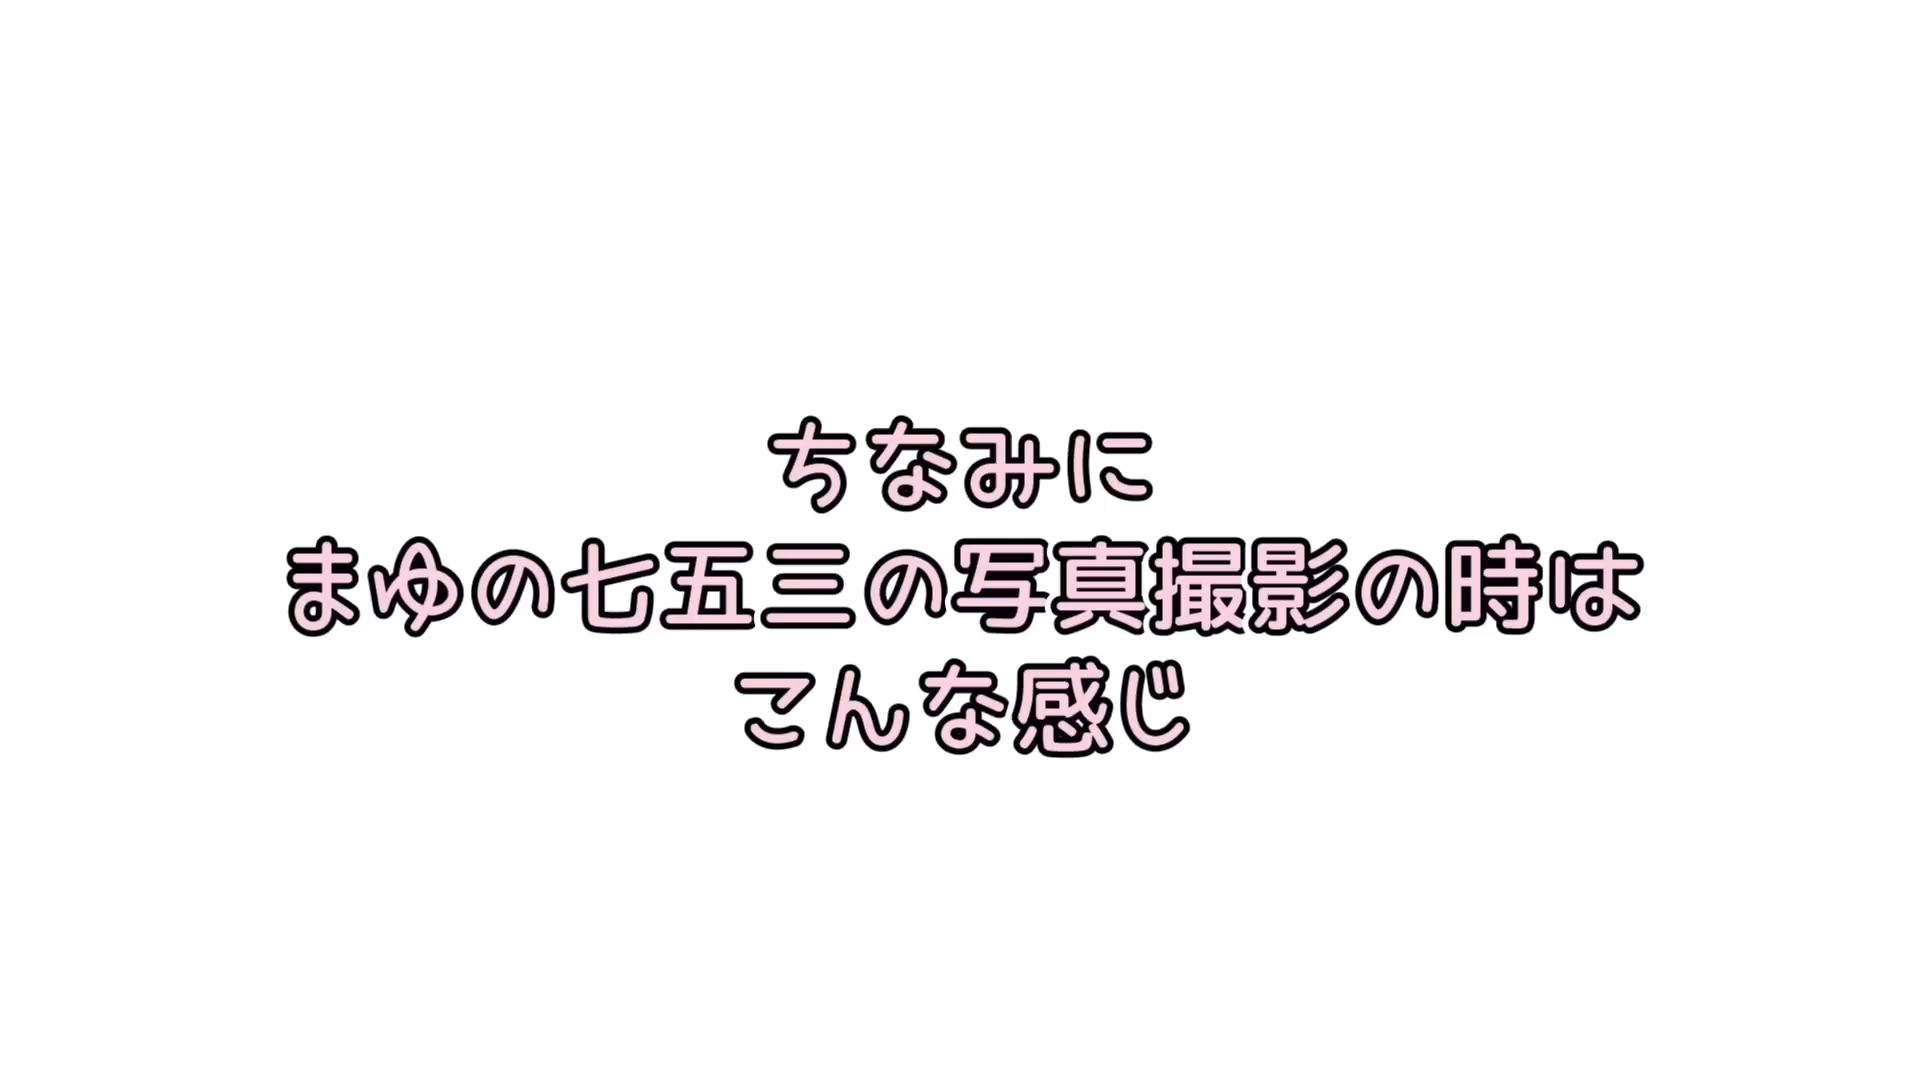 ちなみに
まゆの七五三の写真撮影の時は
こんな感じ